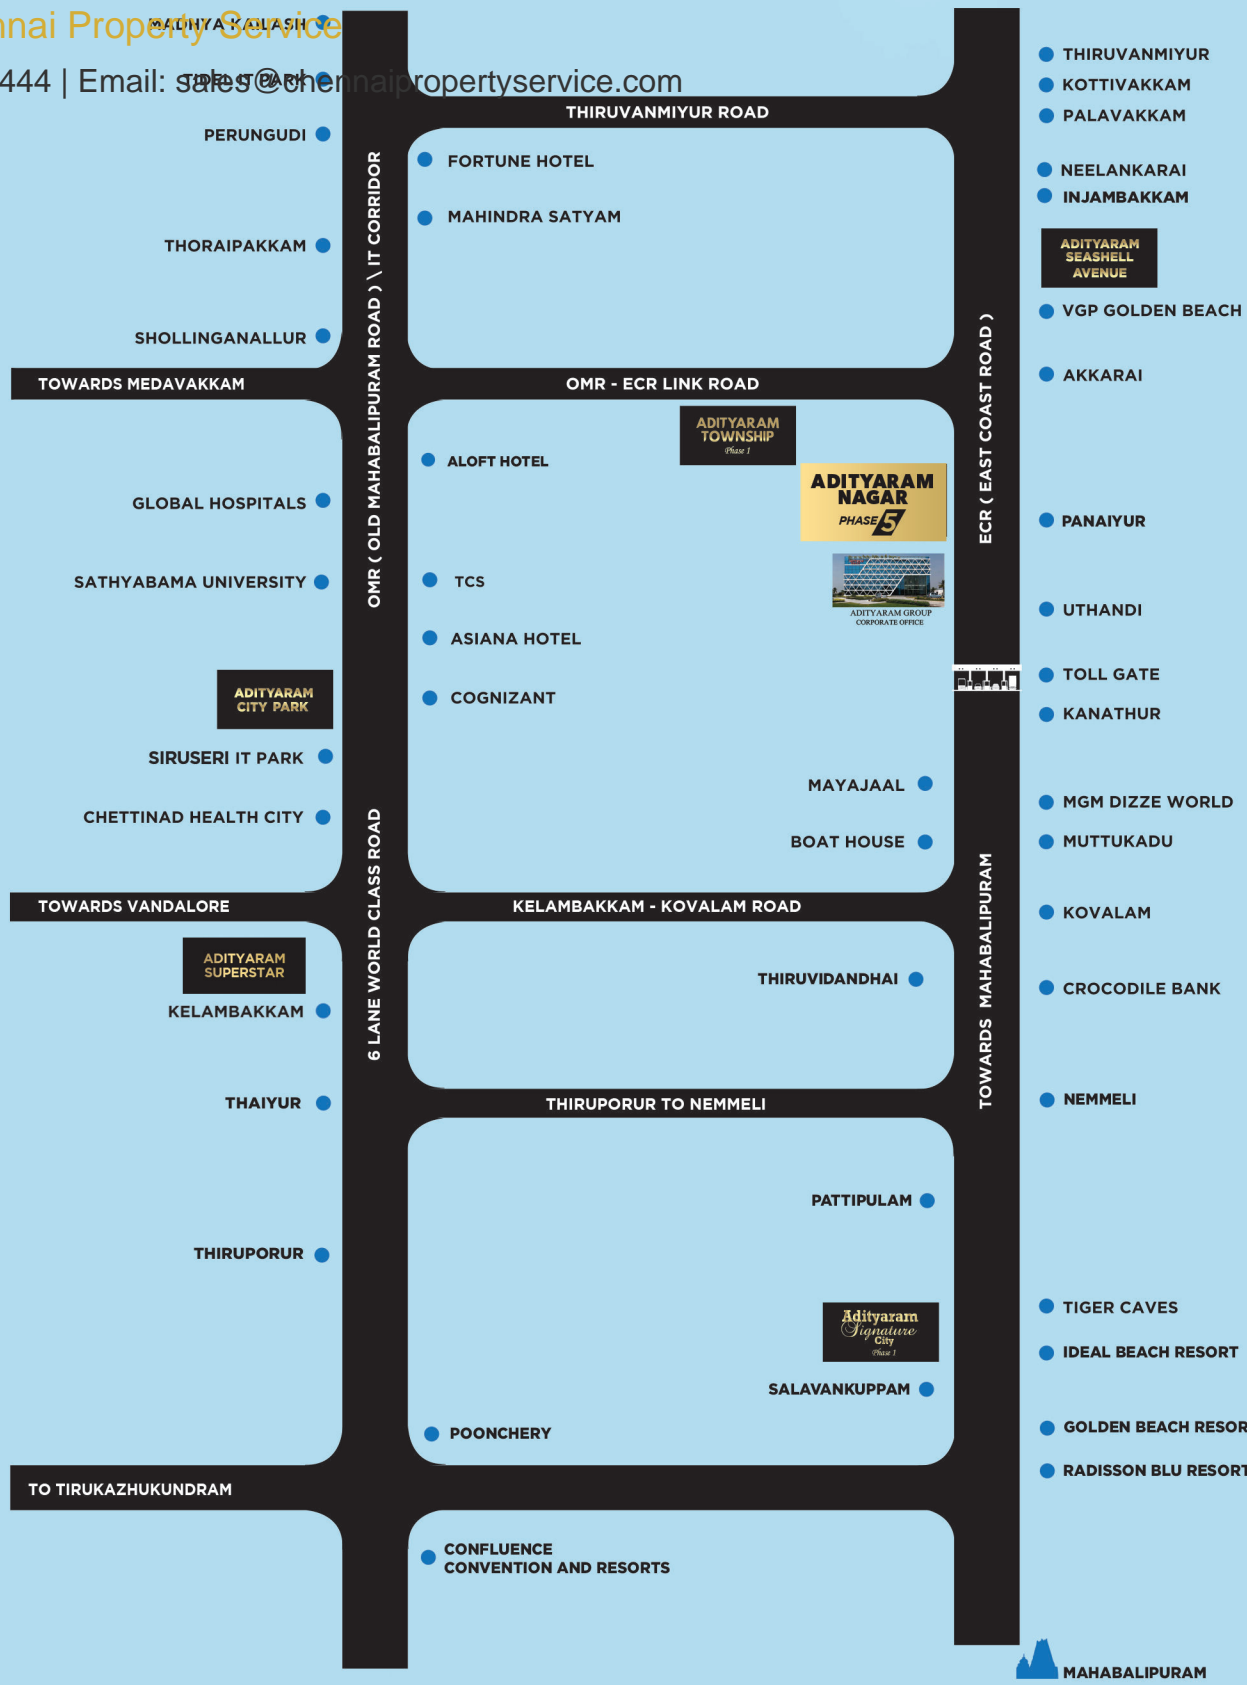 nnai Property Service
444 | Email: sales@chennaipropertyservice.com
MADHYA KAILASH
TIDEL IT PARK
PERUNGUDI
THORAIPAKKAM
SHOLLINGANALLUR
TOWARDS MEDAVAKKAM
GLOBAL HOSPITALS
SATHYABAMA UNIVERSITY
ADITYARAM
CITY PARK
SIRUSERI IT PARK
CHETTINAD HEALTH CITY
TOWARDS VANDALORE
ADITYARAM
SUPERSTAR
KELAMBAKKAM
THAIYUR
THIRUPORUR
TO TIRUKAZHUKUNDRAM
OMR ( OLD MAHABALIPURAM ROAD ) \ IT CORRIDOR
6 LANE WORLD CLASS ROAD
THIRUVANMIYUR ROAD
FORTUNE HOTEL
MAHINDRA SATYAM
OMR - ECR LINK ROAD
ADITYARAM
TOWNSHIP
Phase 1
ALOFT HOTEL
ADITYARAM
NAGAR
PHASE 5
ADITYARAM GROUP
CORPORATE OFFICE
TCS
ASIANA HOTEL
COGNIZANT
MAYAJAAL
BOAT HOUSE
KELAMBAKKAM - KOVALAM ROAD
THIRUVIDANDHAI
THIRUPORUR TO NEMMELI
PATTIPULAM
Adityaram
Signature
City
Phase 1
SALAVANKUPPAM
POONCHERY
CONFLUENCE
CONVENTION AND RESORTS
ECR ( EAST COAST ROAD )
TOWARDS MAHABALIPURAM
THIRUVANMIYUR
KOTTIVAKKAM
PALAVAKKAM
NEELANKARAI
INJAMBAKKAM
ADITYARAM
SEASHELL
AVENUE
VGP GOLDEN BEACH
AKKARAI
PANAIYUR
UTHANDI
TOLL GATE
KANATHUR
MGM DIZZE WORLD
MUTTUKADU
KOVALAM
CROCODILE BANK
NEMMELI
TIGER CAVES
IDEAL BEACH RESORT
GOLDEN BEACH RESOR
RADISSON BLU RESORT
MAHABALIPURAM